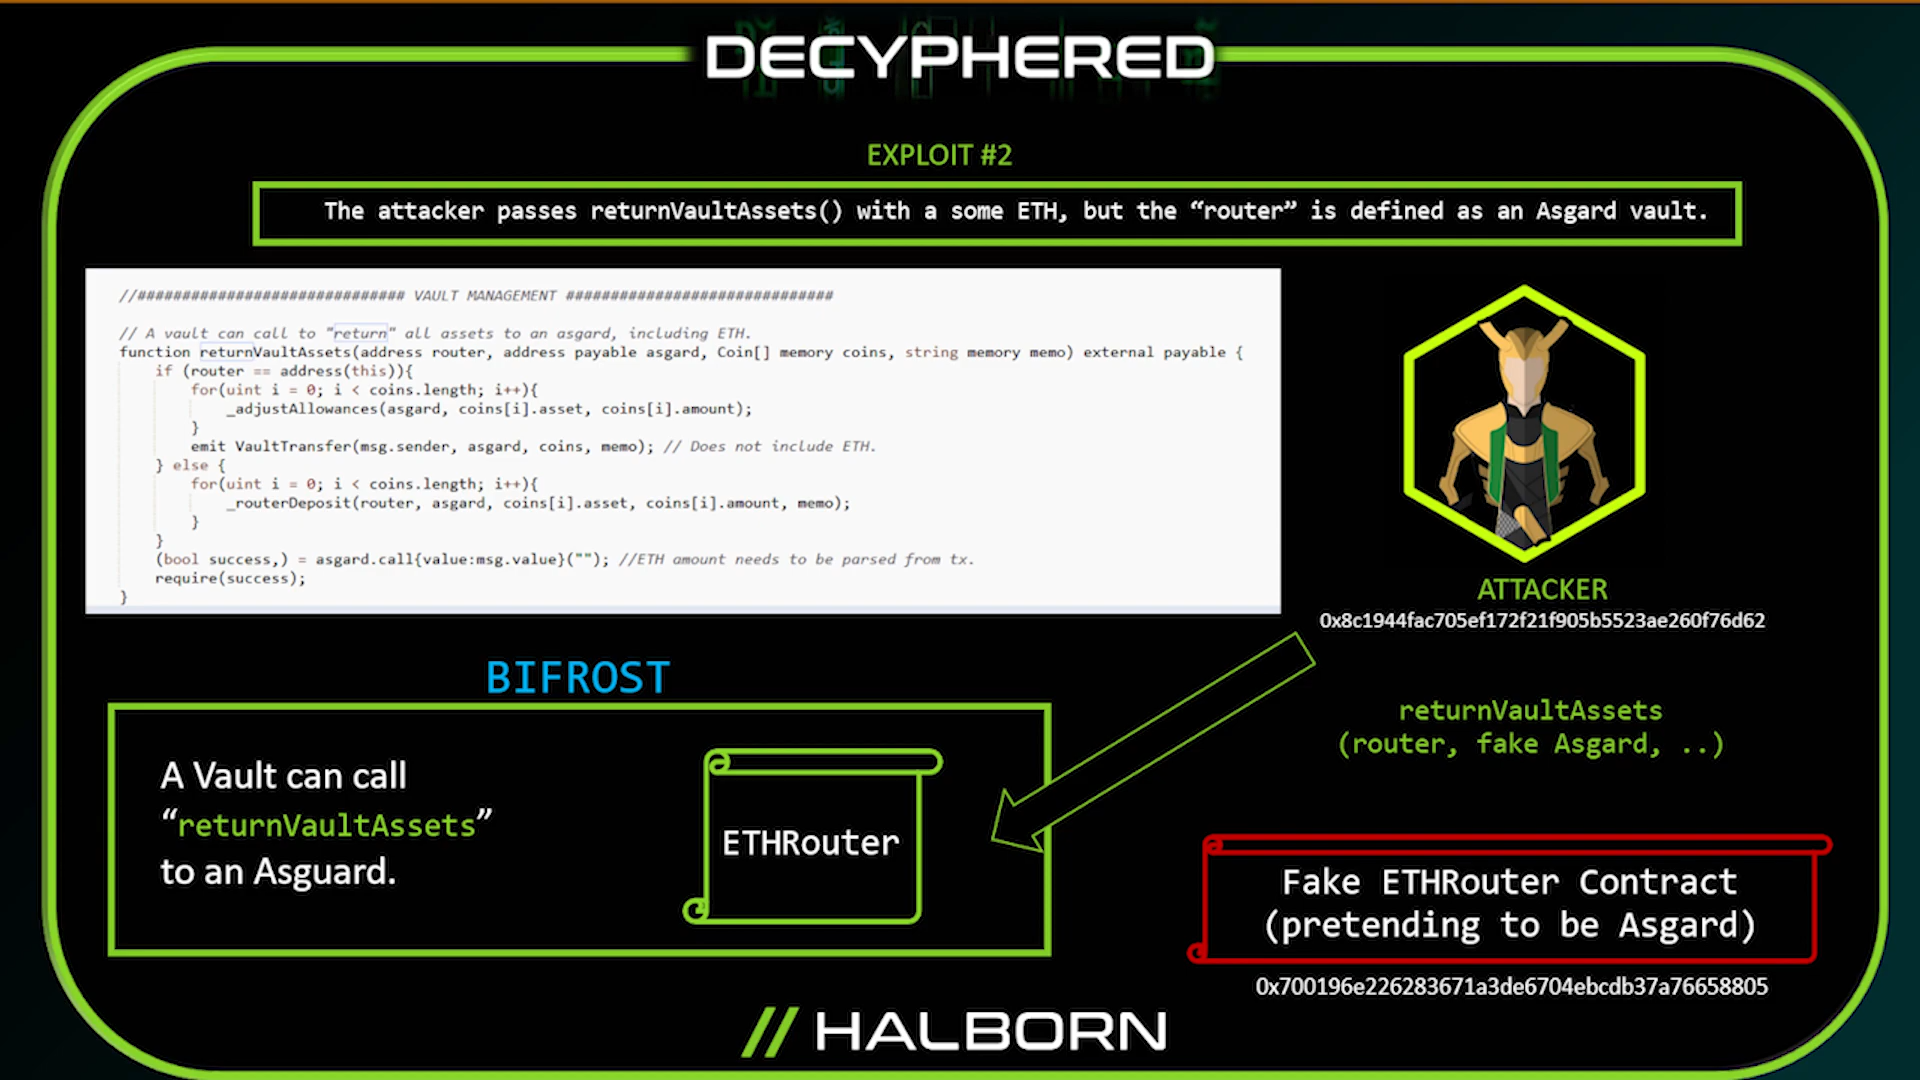 DECYPHERED
EXPLOIT #2
The attacker passes returnVaultAssets() with a some ETH, but the “router” is defined as an Asgard vault.
//############################## VAULT MANAGEMENT ##############################
// A vault can call to "return" all assets to an asgard, including ETH.
function returnVaultAssets(address router, address payable asgard, Coin[] memory coins, string memory memo) external payable {
if (router == address(this)){
for(uint i = 0; i < coins.length; i++){
_adjustAllowances(asgard, coins[i].asset, coins[i].amount);
}
emit VaultTransfer(msg.sender, asgard, coins, memo); // Does not include ETH.
} else {
for(uint i = 0; i < coins.length; i++){
_routerDeposit(router, asgard, coins[i].asset, coins[i].amount, memo);
}
}
(bool success,) = asgard.call{value:msg.value}(""); //ETH amount needs to be parsed from tx.
require(success);
}
ATTACKER
0x8c1944fac705ef172f21f905b5523ae260f76d62
BIFROST
A Vault can call
“returnVaultAssets”
to an Asguard.
ETHRouter
returnVaultAssets
(router, fake Asgard, ..)
Fake ETHRouter Contract
(pretending to be Asgard)
0x700196e226283671a3de6704ebcdb37a76658805
// HALBORN